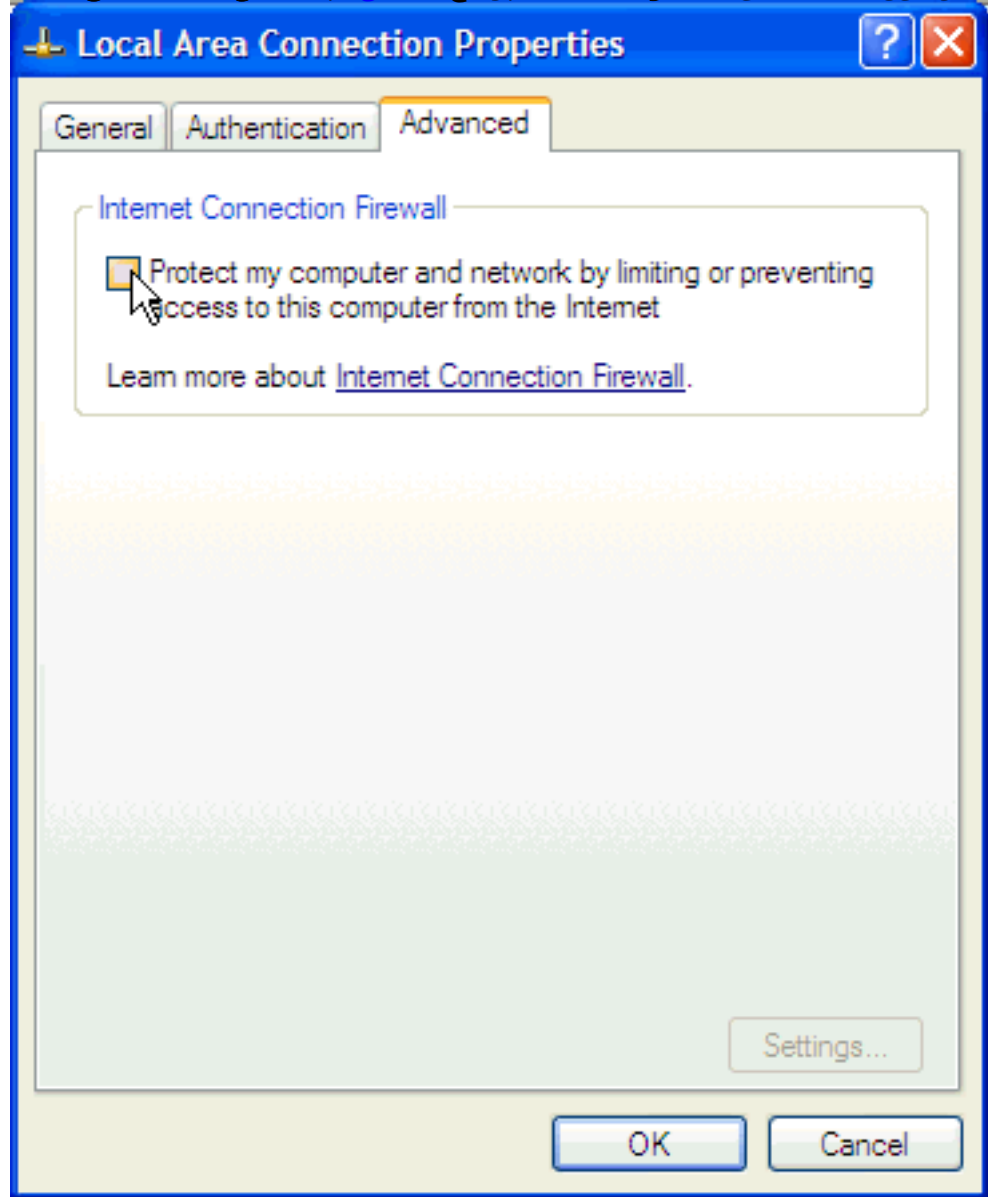 Local Area Connection Properties
General Authentication Advanced
Internet Connection Firewall
Protect my computer and network by limiting or preventing
access to this computer from the Internet
Learn more about Internet Connection Firewall.
Settings...
OK Cancel